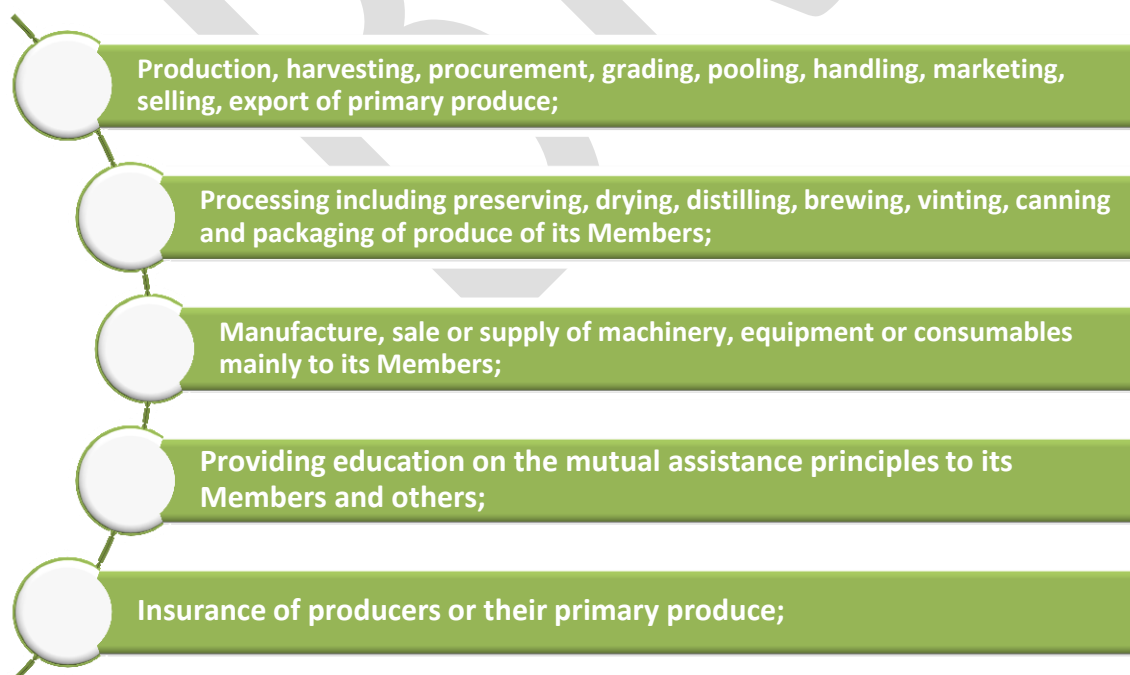 Production, harvesting, procurement, grading, pooling, handling, marketing,
selling, export of primary produce;
Processing including preserving, drying, distilling, brewing, vinting, canning
and packaging of produce of its Members;
Manufacture, sale or supply of machinery, equipment or consumables
mainly to its Members;
Providing education on the mutual assistance principles to its
Members and others;
Insurance of producers or their primary produce;